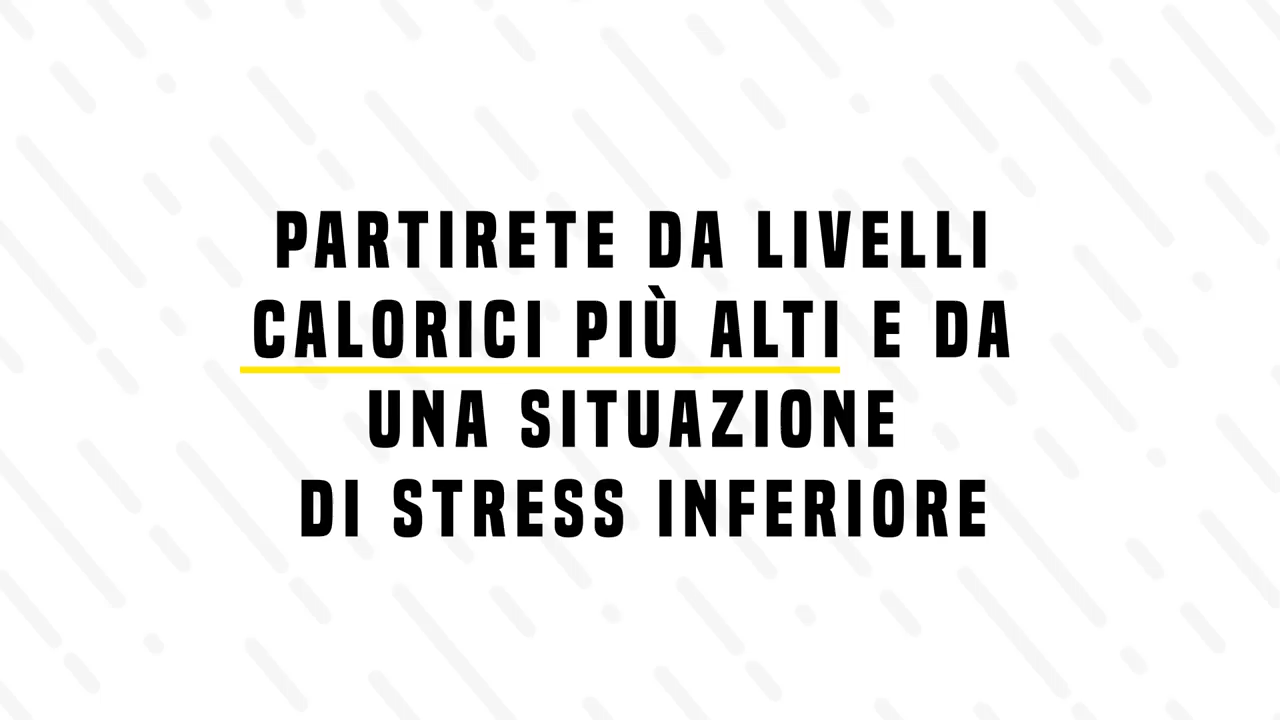 PARTIRETE DA LIVELLI
CALORICI PIÙ ALTI E DA
UNA SITUAZIONE
DI STRESS INFERIORE